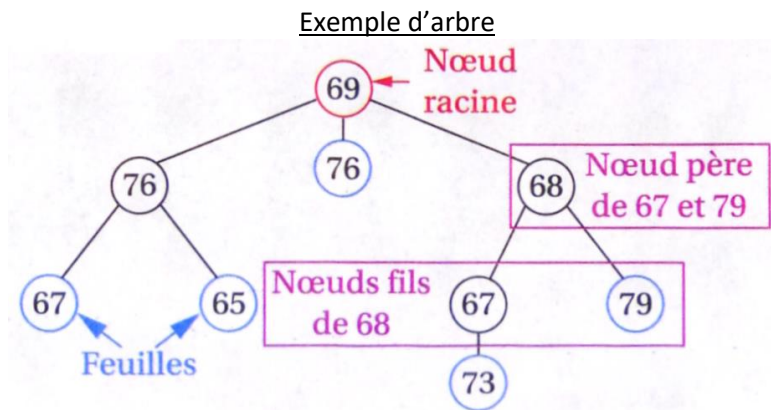 Exemple d'arbre
Nœud
racine
69
76
76
68
Nœud père
de 67 et 79
67
65
Nœuds fils
de 68
67
79
Feuilles
73